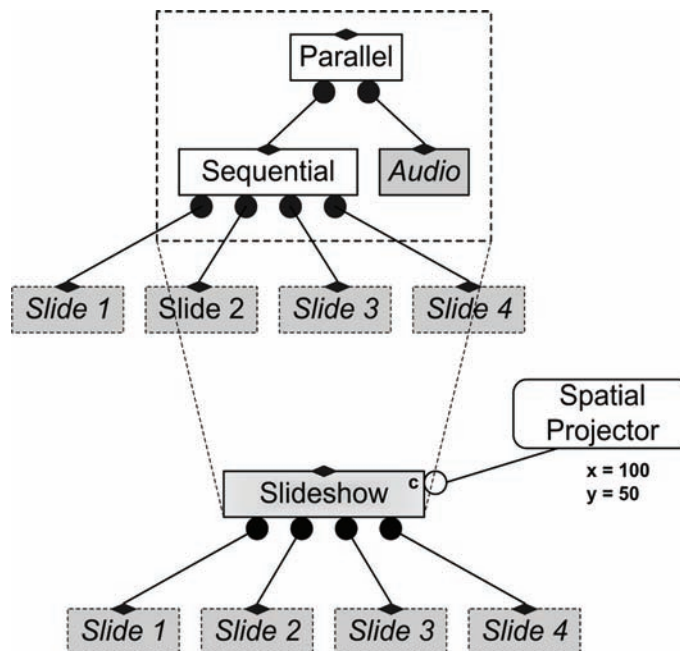 Parallel
Sequential
Audio
Slide 1
Slide 2
Slide 3
Slide 4
Spatial
Projector
x = 100
y = 50
c
Slideshow
Slide 1
Slide 2
Slide 3
Slide 4